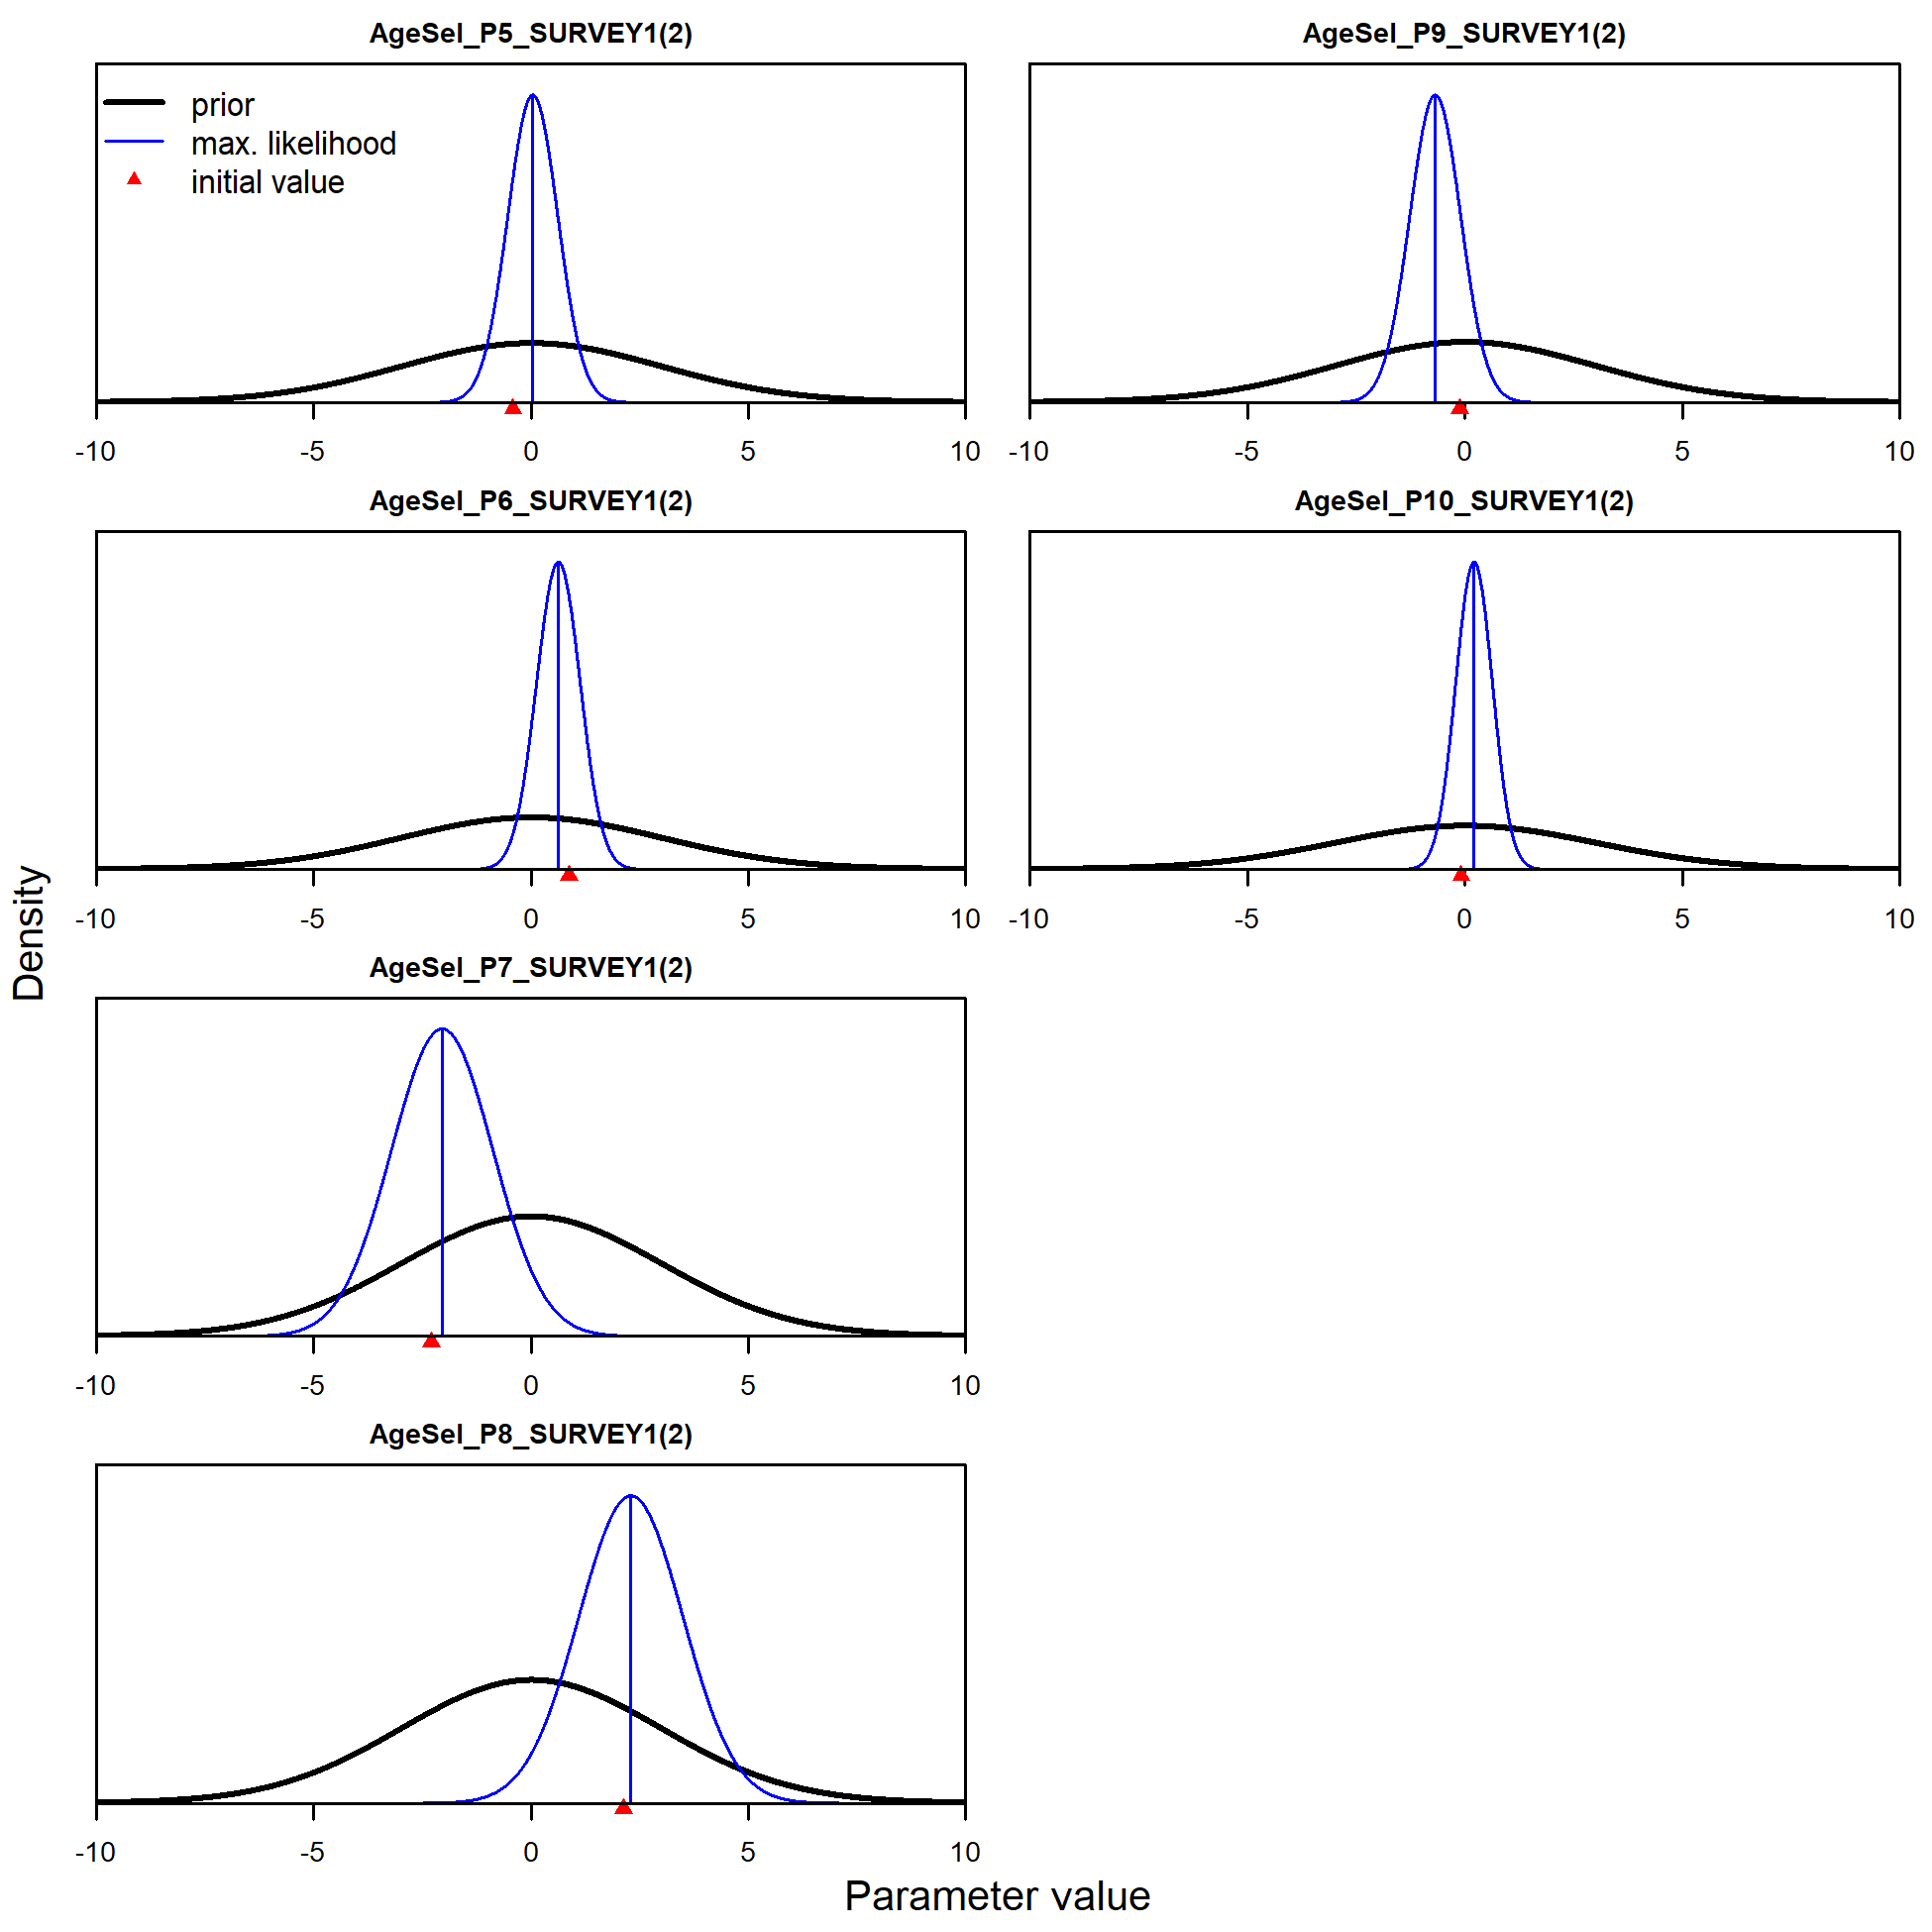 AgeSel_P5_SURVEY1(2)
prior
max. likelihood
initial value
-10 -5 0 5 10
AgeSel_P6_SURVEY1(2)
-10 -5 0 5 10
AgeSel_P7_SURVEY1(2)
-10 -5 0 5 10
AgeSel_P8_SURVEY1(2)
-10 -5 0 5 10
AgeSel_P9_SURVEY1(2)
-10 -5 0 5 10
AgeSel_P10_SURVEY1(2)
-10 -5 0 5 10
Density
Parameter value